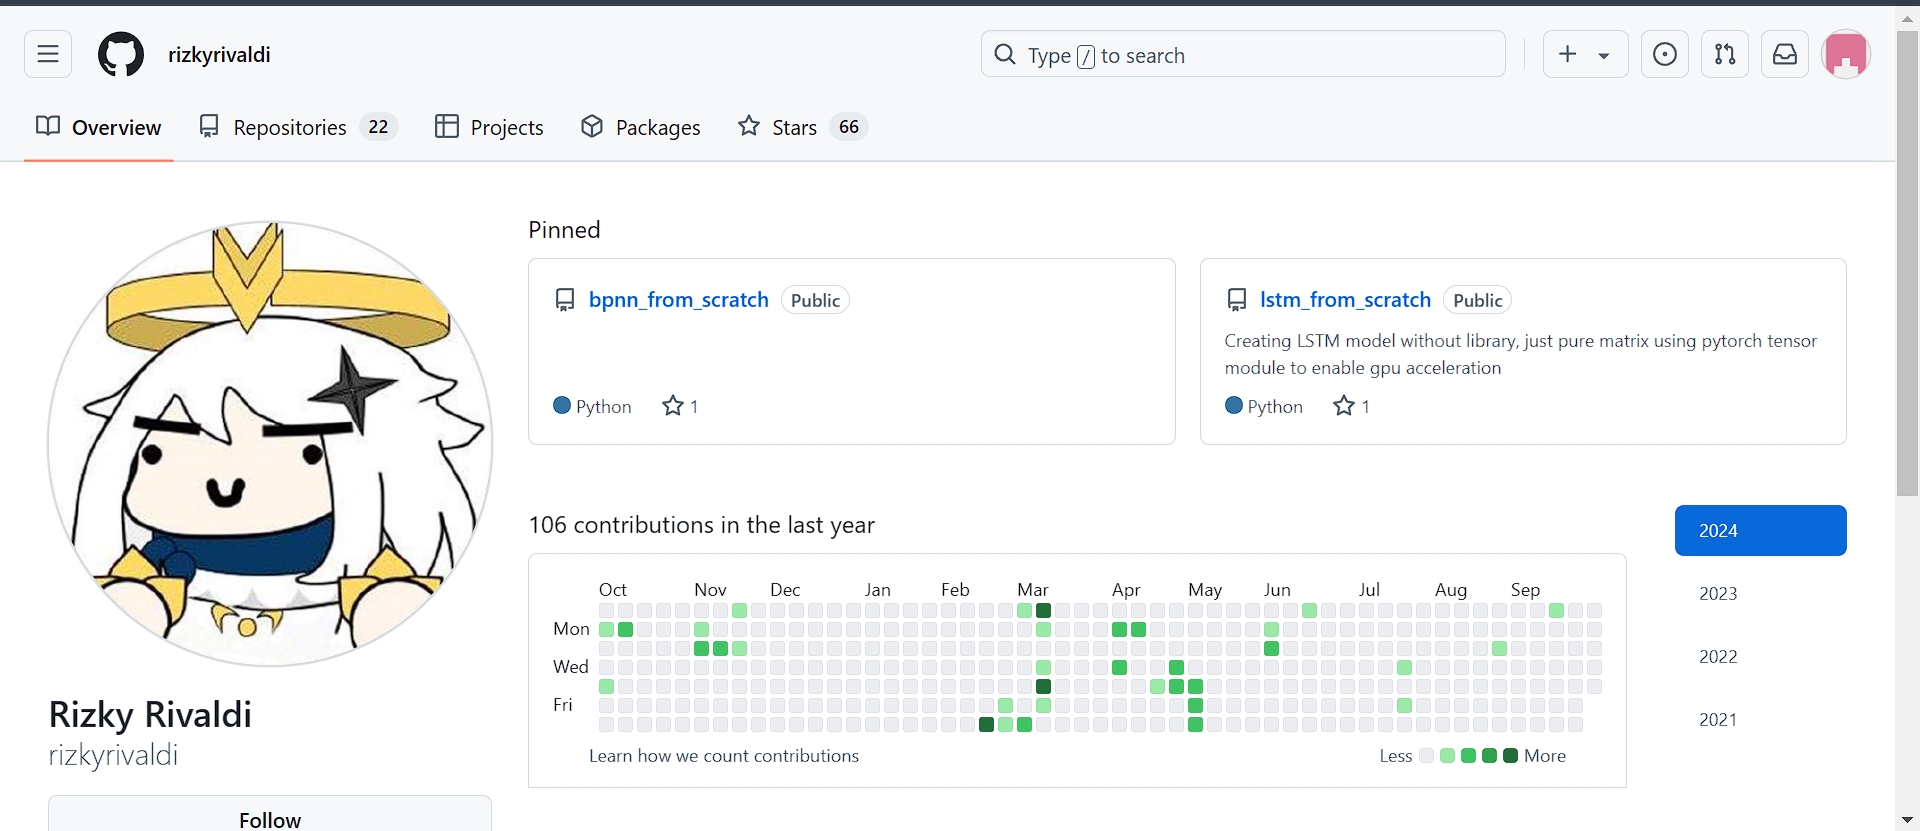 rizkyrivaldi
Type / to search
Overview
Repositories 22
Projects
Packages
Stars 66
Pinned
bpnn_from_scratch Public
Python 1
lstm_from_scratch Public
Creating LSTM model without library, just pure matrix using pytorch tensor
module to enable gpu acceleration
Python 1
106 contributions in the last year
Oct Nov Dec Jan Feb Mar Apr May Jun Jul Aug Sep
Mon
Wed
Fri
Learn how we count contributions
Less More
2024
2023
2022
2021
Rizky Rivaldi
rizkyrivaldi
Follow